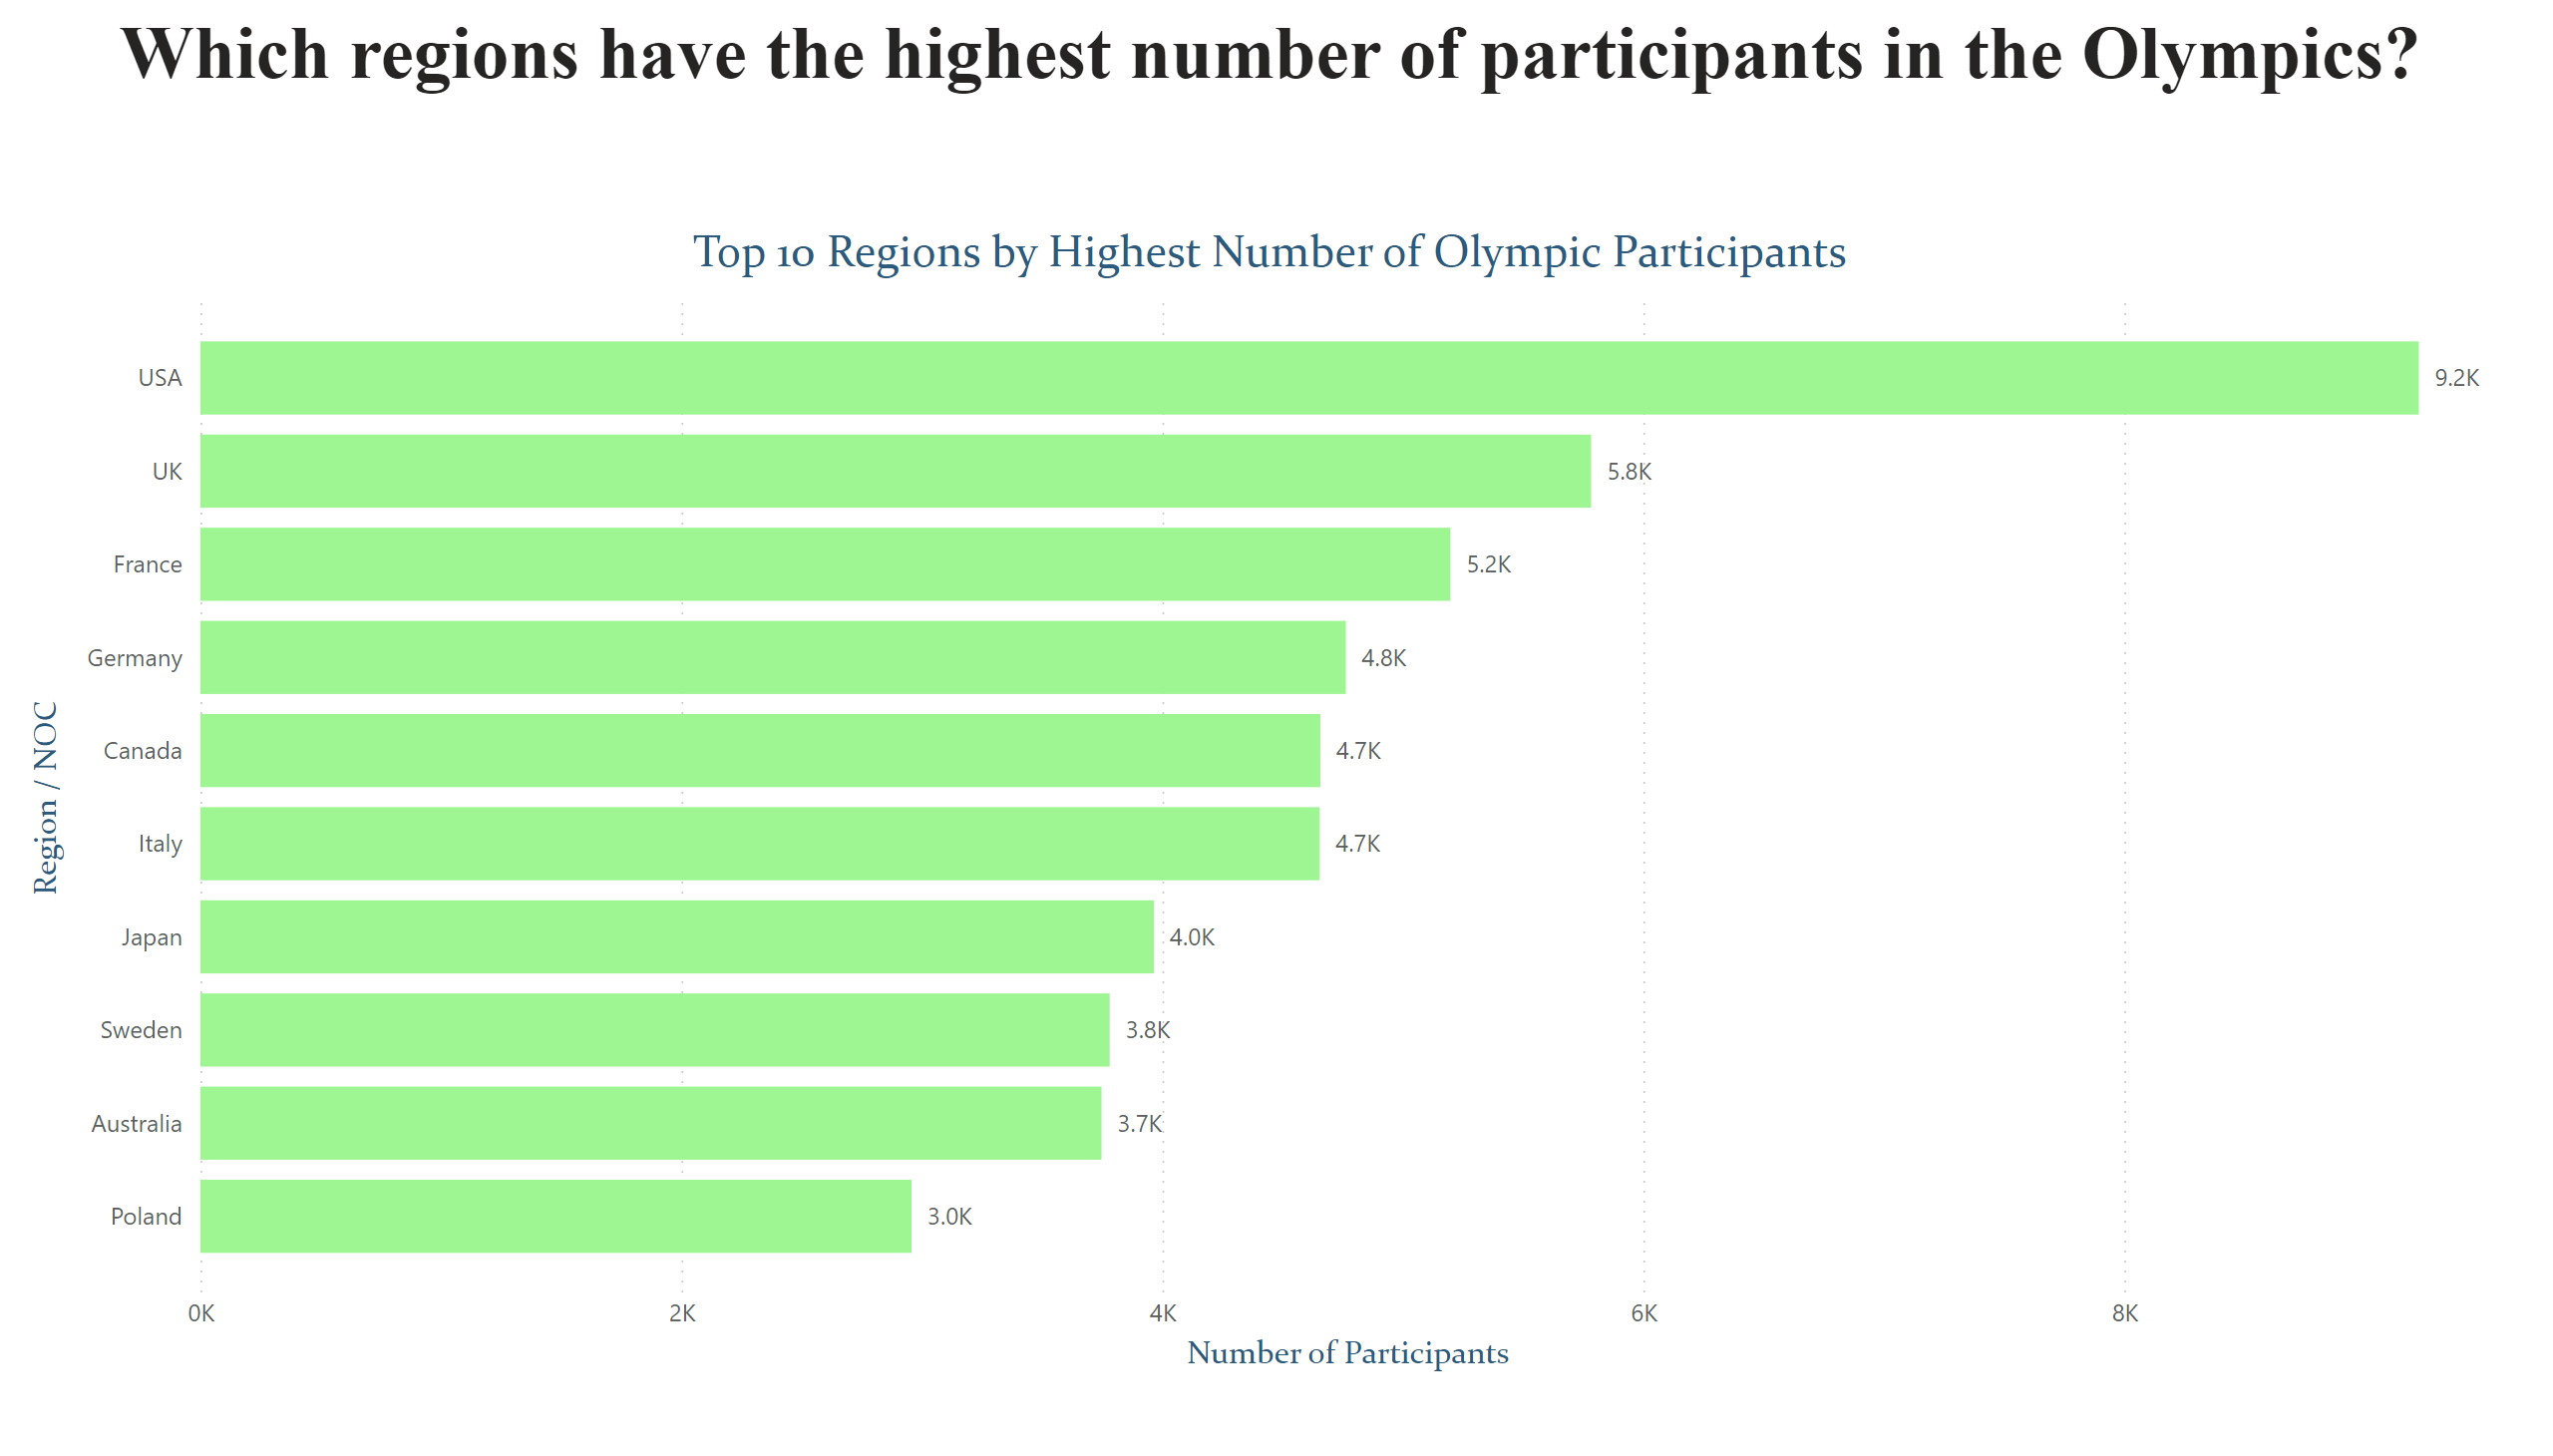 Which regions have the highest number of participants in the Olympics?
Top 10 Regions by Highest Number of Olympic Participants
Region / NOC
USA 9.2K
UK 5.8K
France 5.2K
Germany 4.8K
Canada 4.7K
Italy 4.7K
Japan 4.0K
Sweden 3.8K
Australia 3.7K
Poland 3.0K
0K 2K 4K 6K 8K
Number of Participants